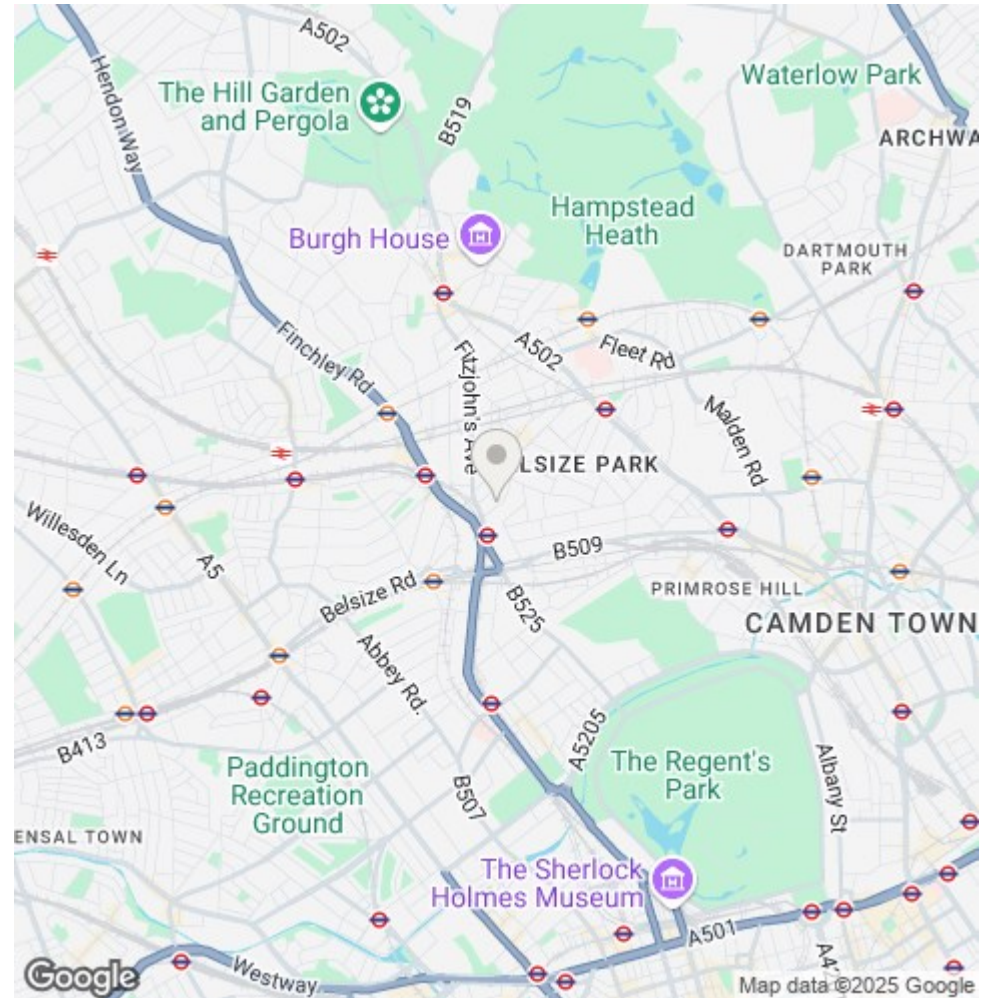 A502
Hendon Way
The Hill Garden
and Pergola
B519
Waterlow Park
ARCHWA
Hampstead
Heath
Burgh House
DARTMOUTH
PARK
Finchley Rd
Fitzjohn's Ave
A502
Fleet Rd
Malden Rd
LSIZE PARK
Willesden Ln
A5
B509
Belsize Rd
B525
PRIMROSE HILL
CAMDEN TOWN
Abbey Rd.
B413
A5205
The Regent's
Park
Albany St
Paddington
Recreation
Ground
B507
ENSAL TOWN
The Sherlock
Holmes Museum
A501
A4
Westway
Google
Map data ©2025 Google